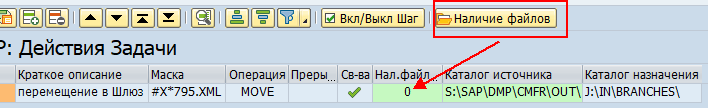 Вкл/Выкл Шаг Наличие файлов
Р: Действия Задачи
Краткое описание Маска Операция Преры Св-ва Нал.файл.. Каталог источника Каталог назначения
перемещение в Шлюз #X*795.XML MOVE 0 S:\SAP\DMP\CMFR\OUT\ J:\IN\BRANCHES\